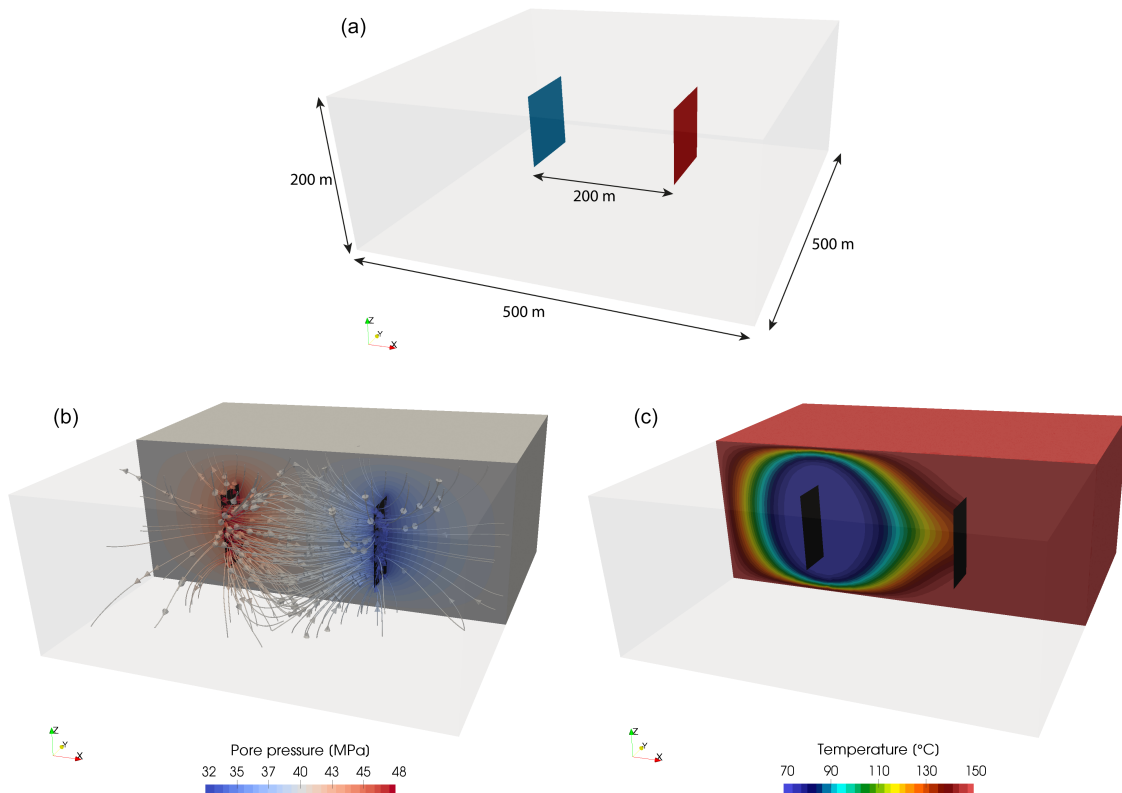 (a)
200 m
200 m
500 m
500 m
Z
Y
X
(b)
(c)
Z
Y
X
Pore pressure [MPa]
32 35 37 40 43 45 48
Z
Y
X
Temperature [°C]
70 90 110 130 150